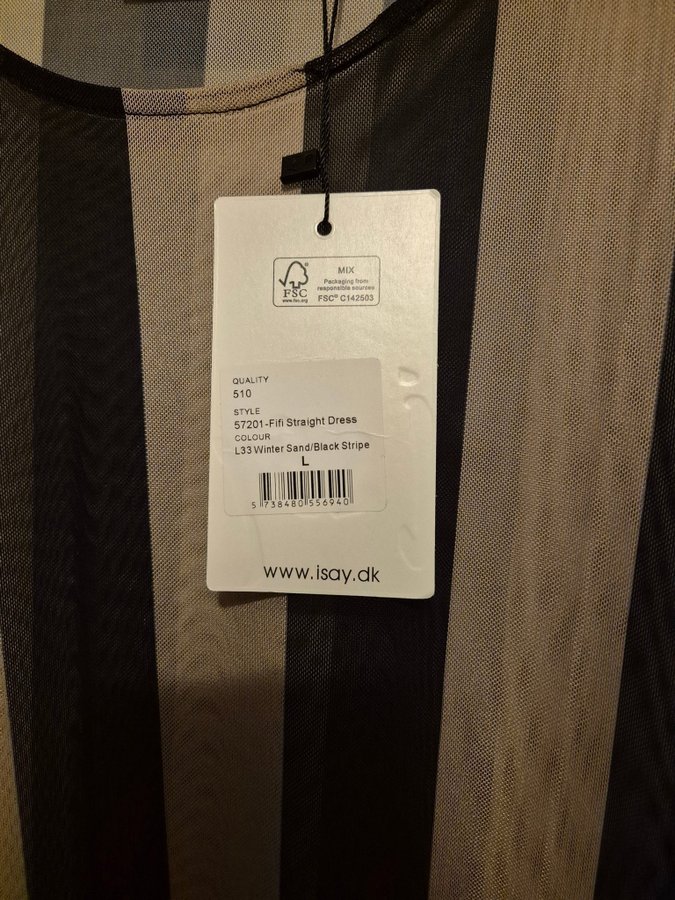 MIX
Packaging from
responsible sources
FSC® C142503
FSC
www.fsc.org
QUALITY
510
STYLE
57201-Fifi Straight Dress
COLOUR
L33 Winter Sand/Black Stripe
L
5 738480 556940
www.isay.dk